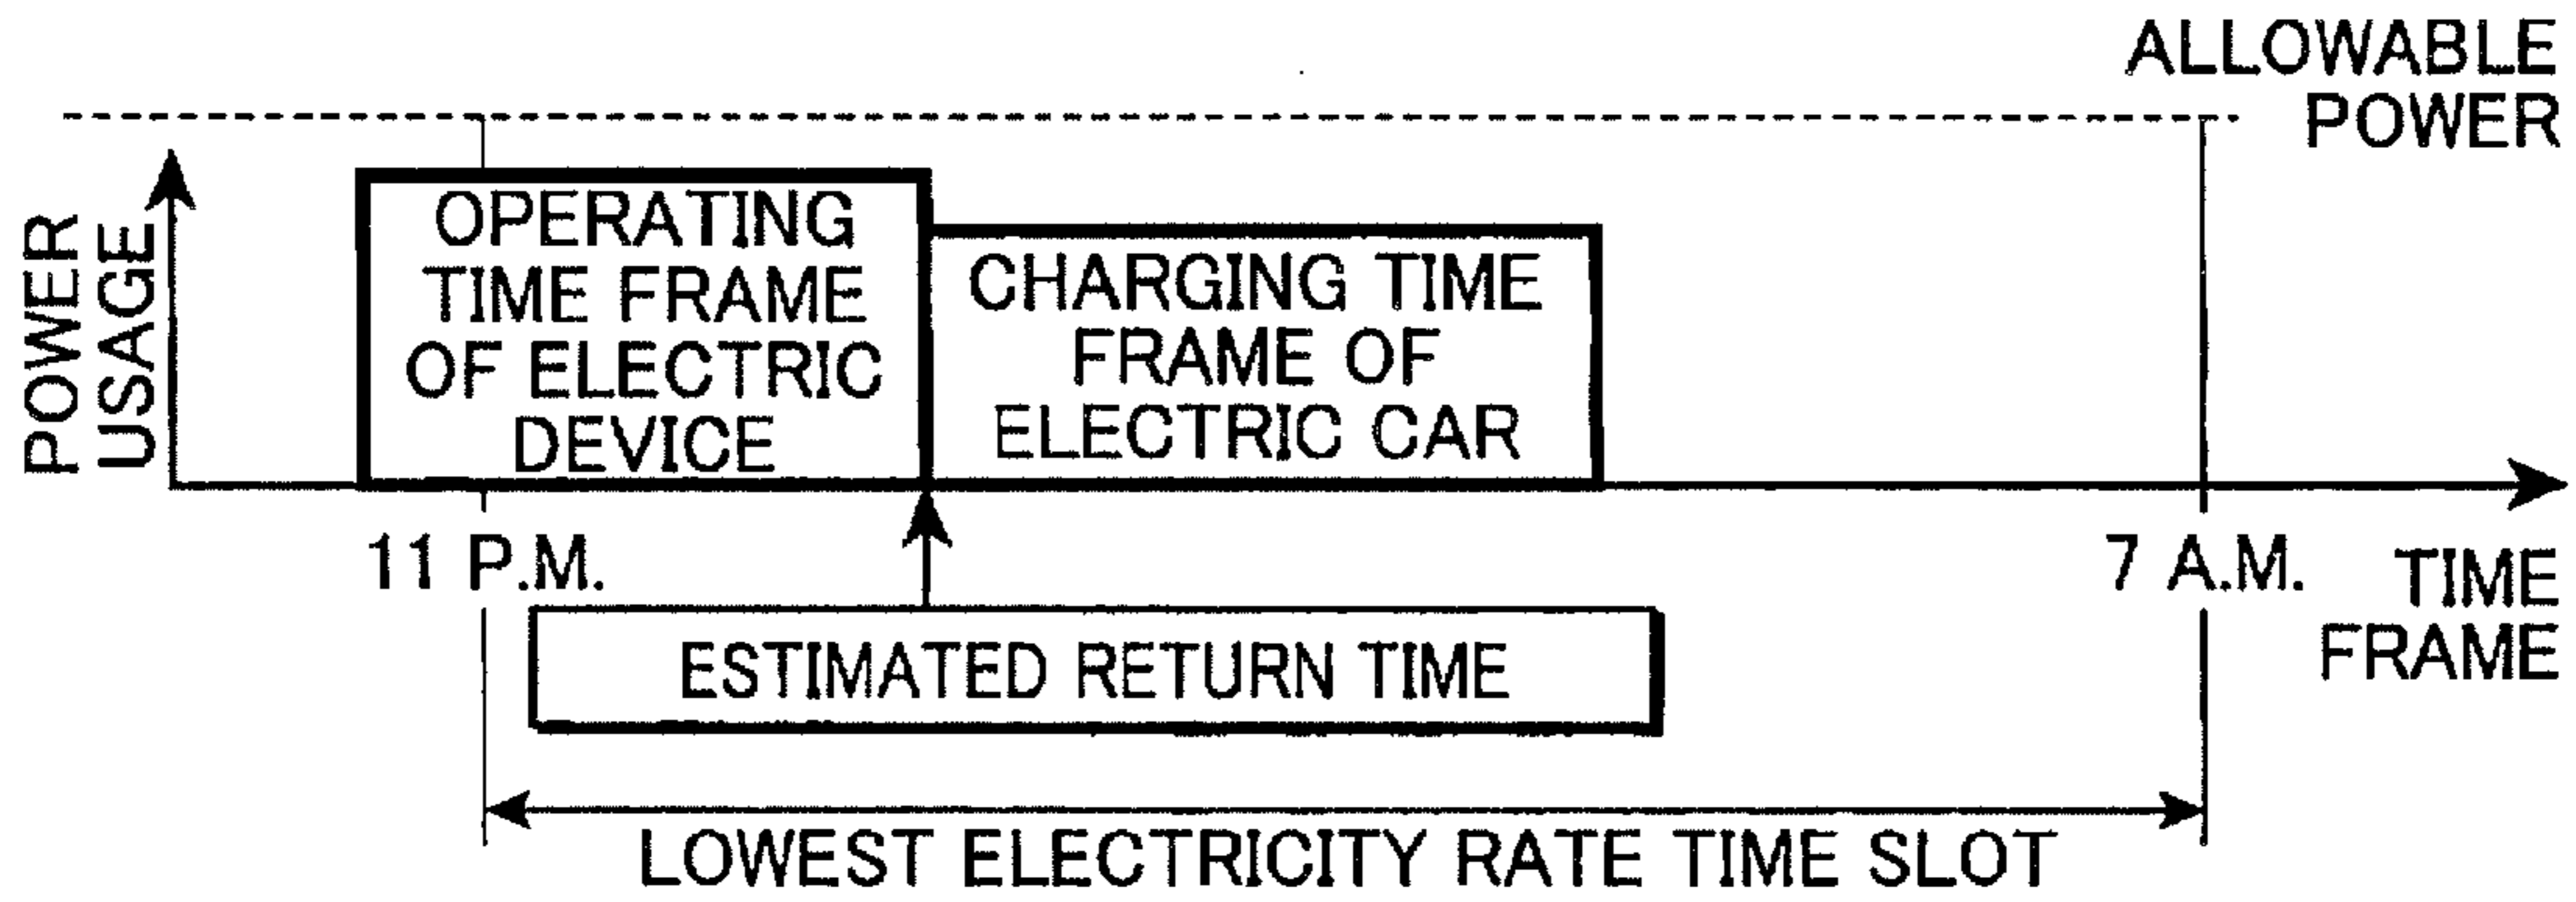 ALLOWABLE
POWER
POWER
USAGE
OPERATING
TIME FRAME
OF ELECTRIC
DEVICE
CHARGING TIME
FRAME OF
ELECTRIC CAR
11 P.M.
7 A.M.
TIME
FRAME
ESTIMATED RETURN TIME
LOWEST ELECTRICITY RATE TIME SLOT